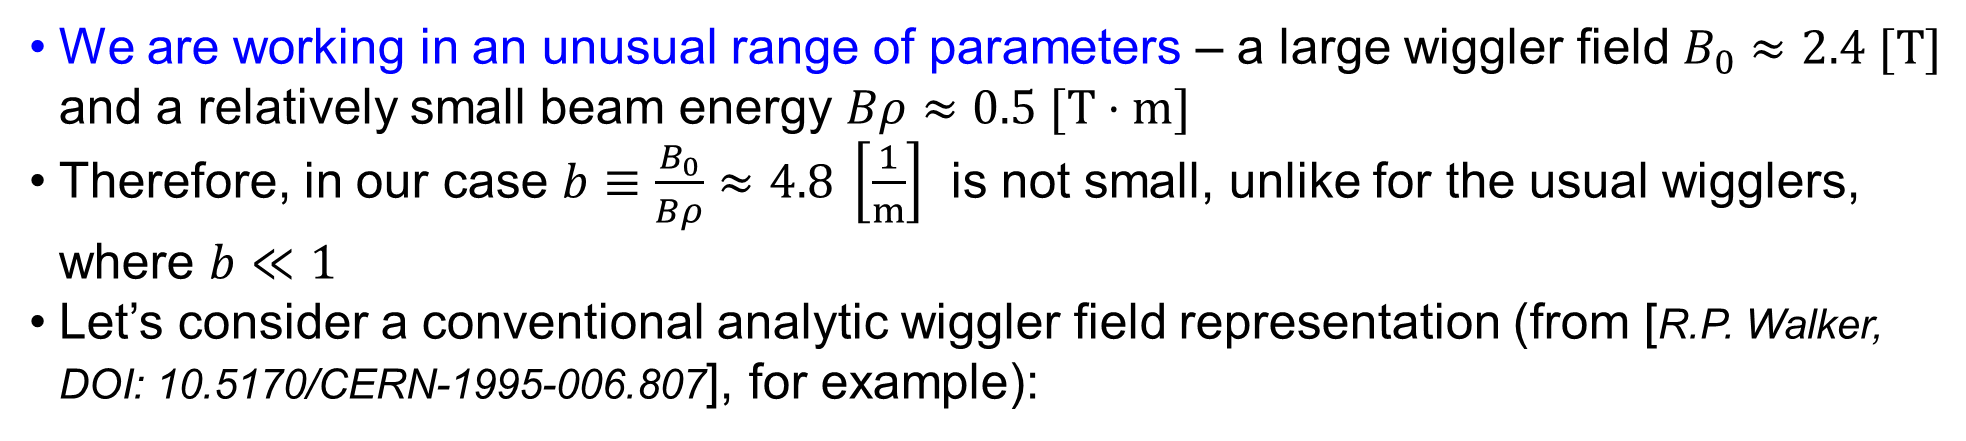 • We are working in an unusual range of parameters – a large wiggler field B₀ ≈ 2.4 [T]
and a relatively small beam energy Bρ ≈ 0.5 [T · m]
• Therefore, in our case b ≡ B₀/Bρ ≈ 4.8 [1/m] is not small, unlike for the usual wigglers,
where b ≪ 1
• Let’s consider a conventional analytic wiggler field representation (from [R.P. Walker,
DOI: 10.5170/CERN-1995-006.807], for example):